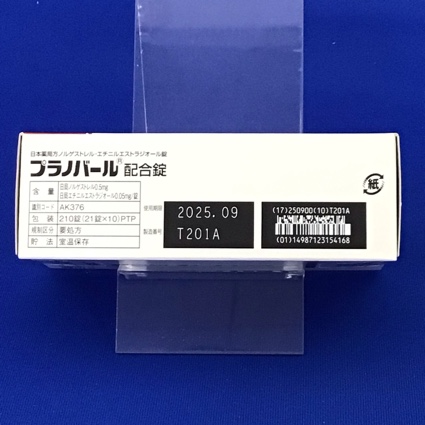 日本薬局方ノルゲストレル・エチニルエストラジオール錠
プラノバール®配合錠
含量 日局ノルゲストレル0.5mg
日局エチニルエストラジオール0.05mg/錠
識別コード AK376
包装 210錠(21錠×10)PTP
規制区分 要処方
貯法 室温保存
使用期限 2025.09
製造番号 T201A
(17)250900(10)T201A
(01)14987123154168
紙